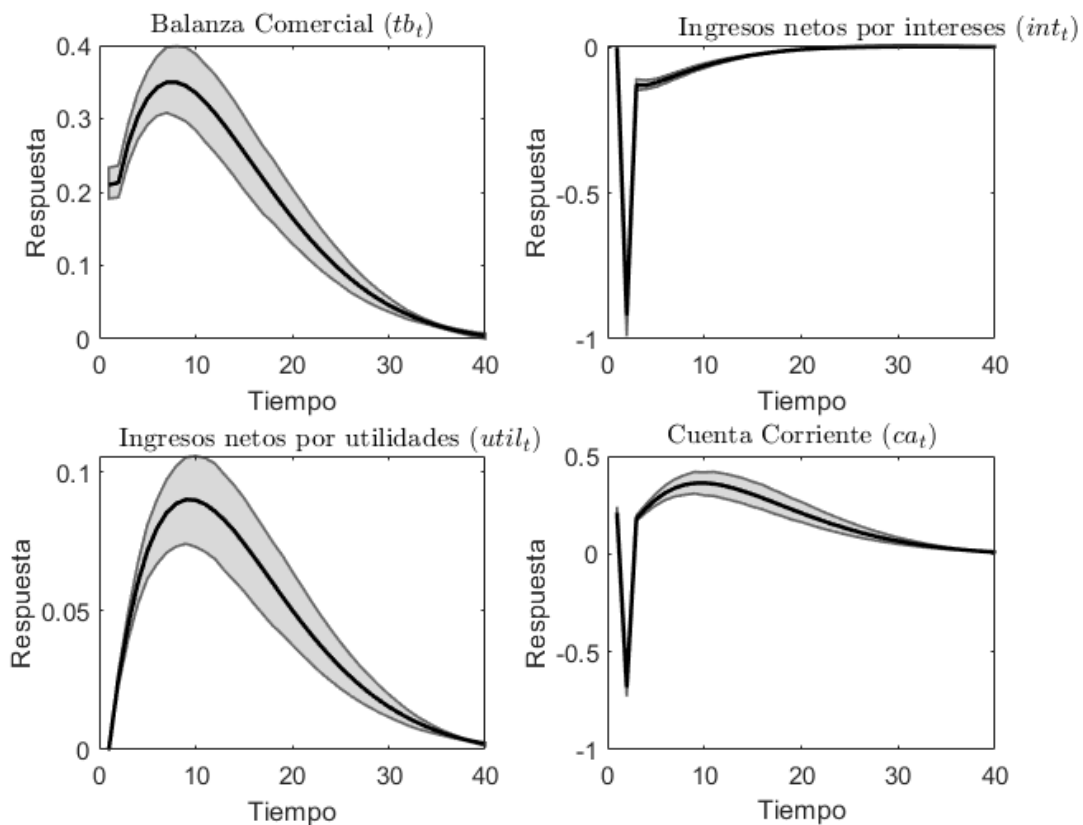 Balanza Comercial (tb_t)
Respuesta
0.4
0.3
0.2
0.1
0
0 10 20 30 40
Tiempo
Ingresos netos por intereses (int_t)
Respuesta
0
-0.5
-1
0 10 20 30 40
Tiempo
Ingresos netos por utilidades (util_t)
Respuesta
0.1
0.05
0
0 10 20 30 40
Tiempo
Cuenta Corriente (ca_t)
Respuesta
0.5
0
-0.5
-1
0 10 20 30 40
Tiempo